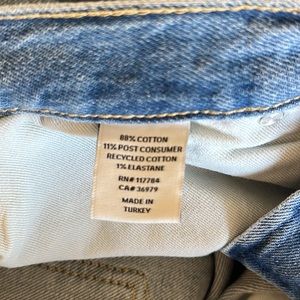 88% COTTON
11% POST CONSUMER
RECYCLED COTTON
1% ELASTANE
RN# 117784
CA# 36979
MADE IN
TURKEY